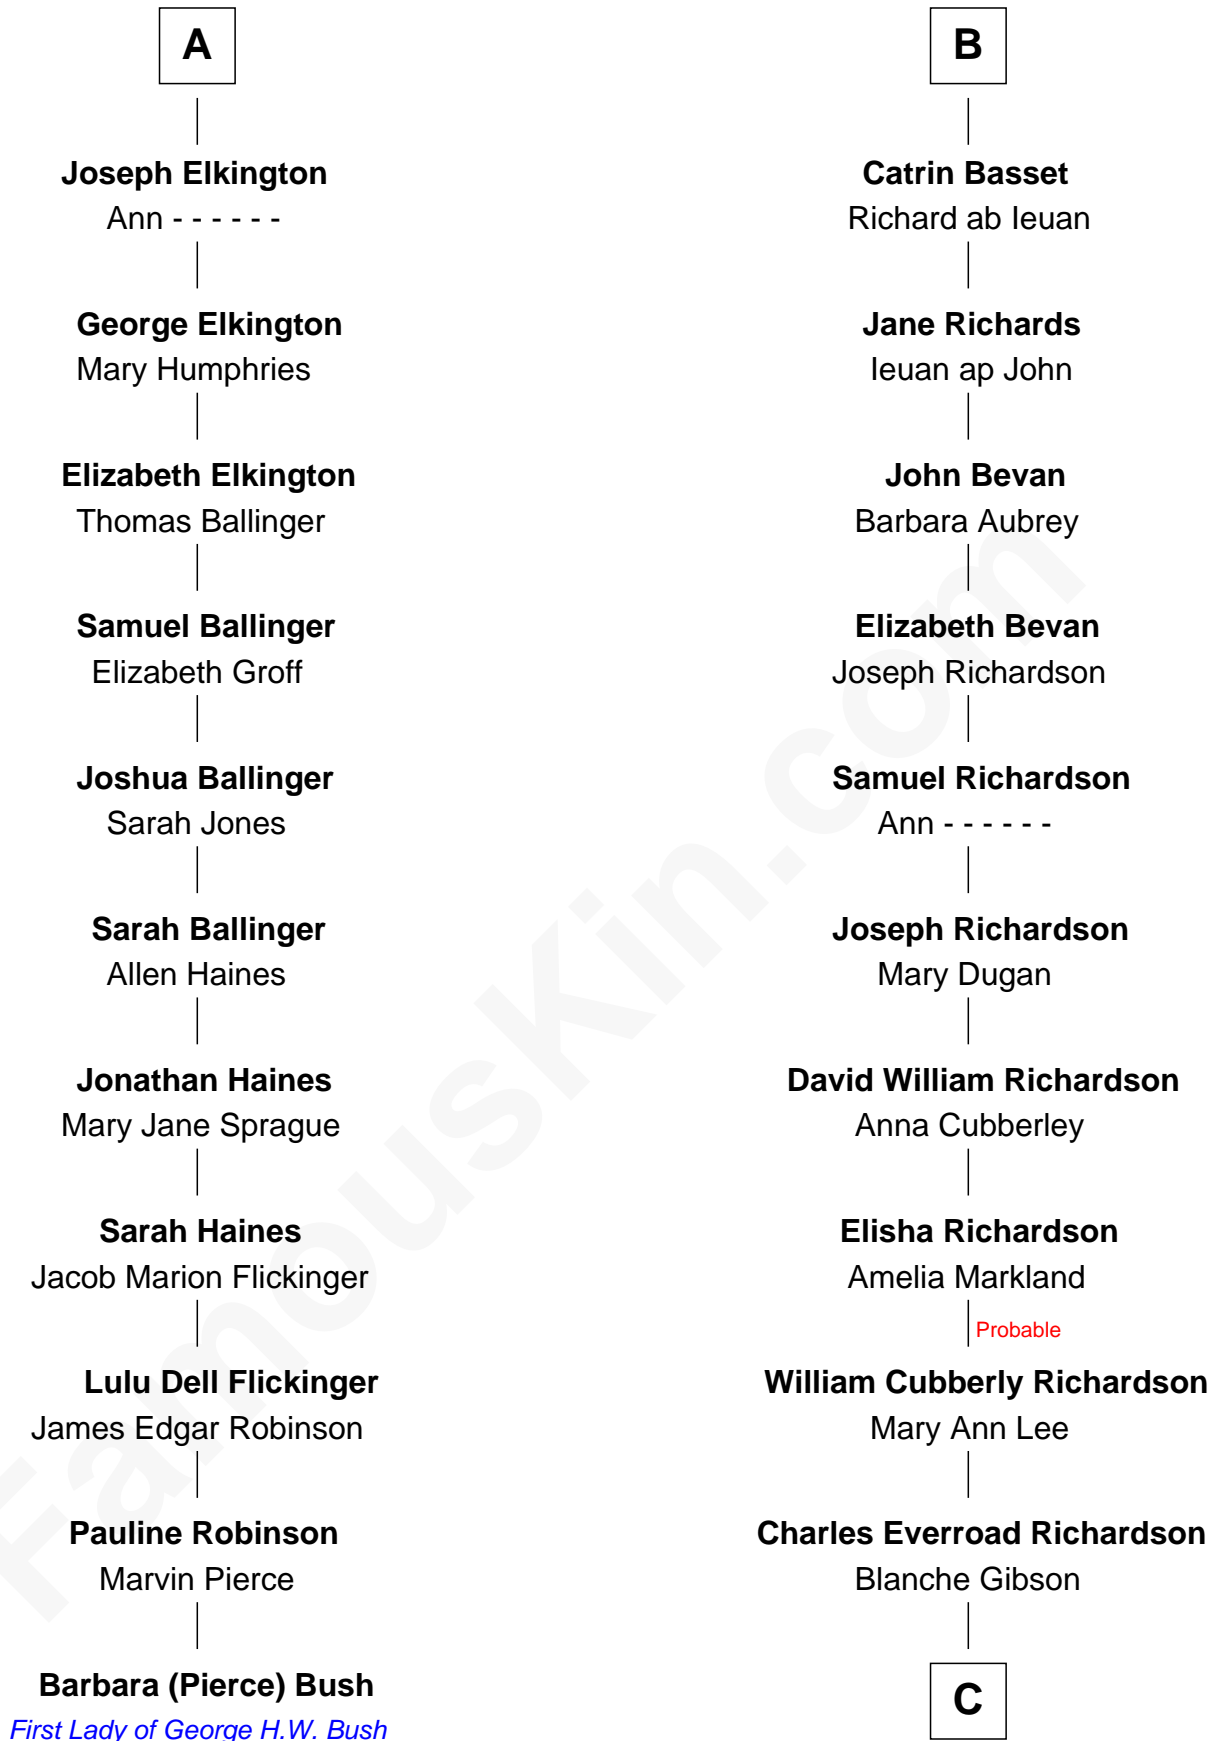 A
Joseph Elkington
Ann - - - - - -
George Elkington
Mary Humphries
Elizabeth Elkington
Thomas Ballinger
Samuel Ballinger
Elizabeth Groff
Joshua Ballinger
Sarah Jones
Sarah Ballinger
Allen Haines
Jonathan Haines
Mary Jane Sprague
Sarah Haines
Jacob Marion Flickinger
Lulu Dell Flickinger
James Edgar Robinson
Pauline Robinson
Marvin Pierce
Barbara (Pierce) Bush
First Lady of George H.W. Bush
B
Catrin Basset
Richard ab Ieuan
Jane Richards
Ieuan ap John
John Bevan
Barbara Aubrey
Elizabeth Bevan
Joseph Richardson
Samuel Richardson
Ann - - - - - -
Joseph Richardson
Mary Dugan
David William Richardson
Anna Cubberley
Elisha Richardson
Amelia Markland
Probable
William Cubberly Richardson
Mary Ann Lee
Charles Everroad Richardson
Blanche Gibson
C
FamousKin.com